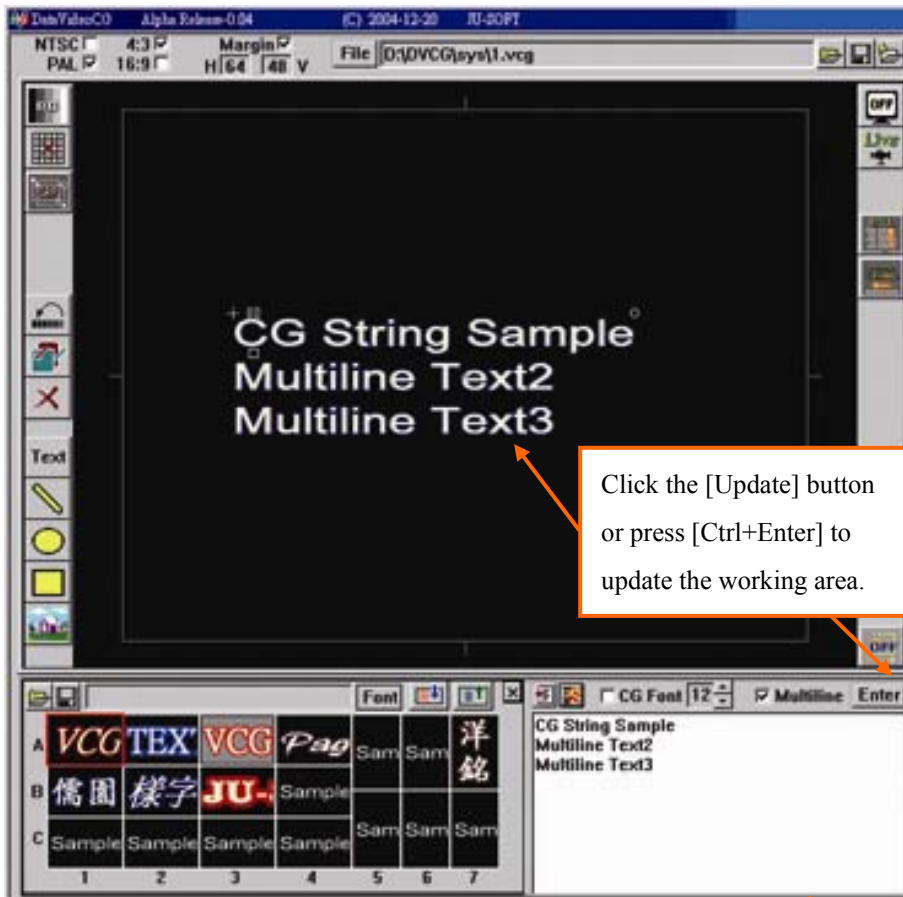 DataVideoCO Alpha Release-0.04 (C) 2004-12-20 JU-SOFT
NTSC 4:3 Margin File D:\DVCG\sys\1.vcg
PAL 16:9 H 64 48 V
OFF
Live
CG String Sample
Multiline Text2
Multiline Text3
Text
Click the [Update] button
or press [Ctrl+Enter] to
update the working area.
OFF
Font CG Font 12 Multiline Enter
CG String Sample
Multiline Text2
Multiline Text3
A VCG TEX VCG Pag Sam Sam 洋銘
B 儒圃 樣字 JU- Sample
C Sample Sample Sample Sample Sam Sam Sam
1 2 3 4 5 6 7